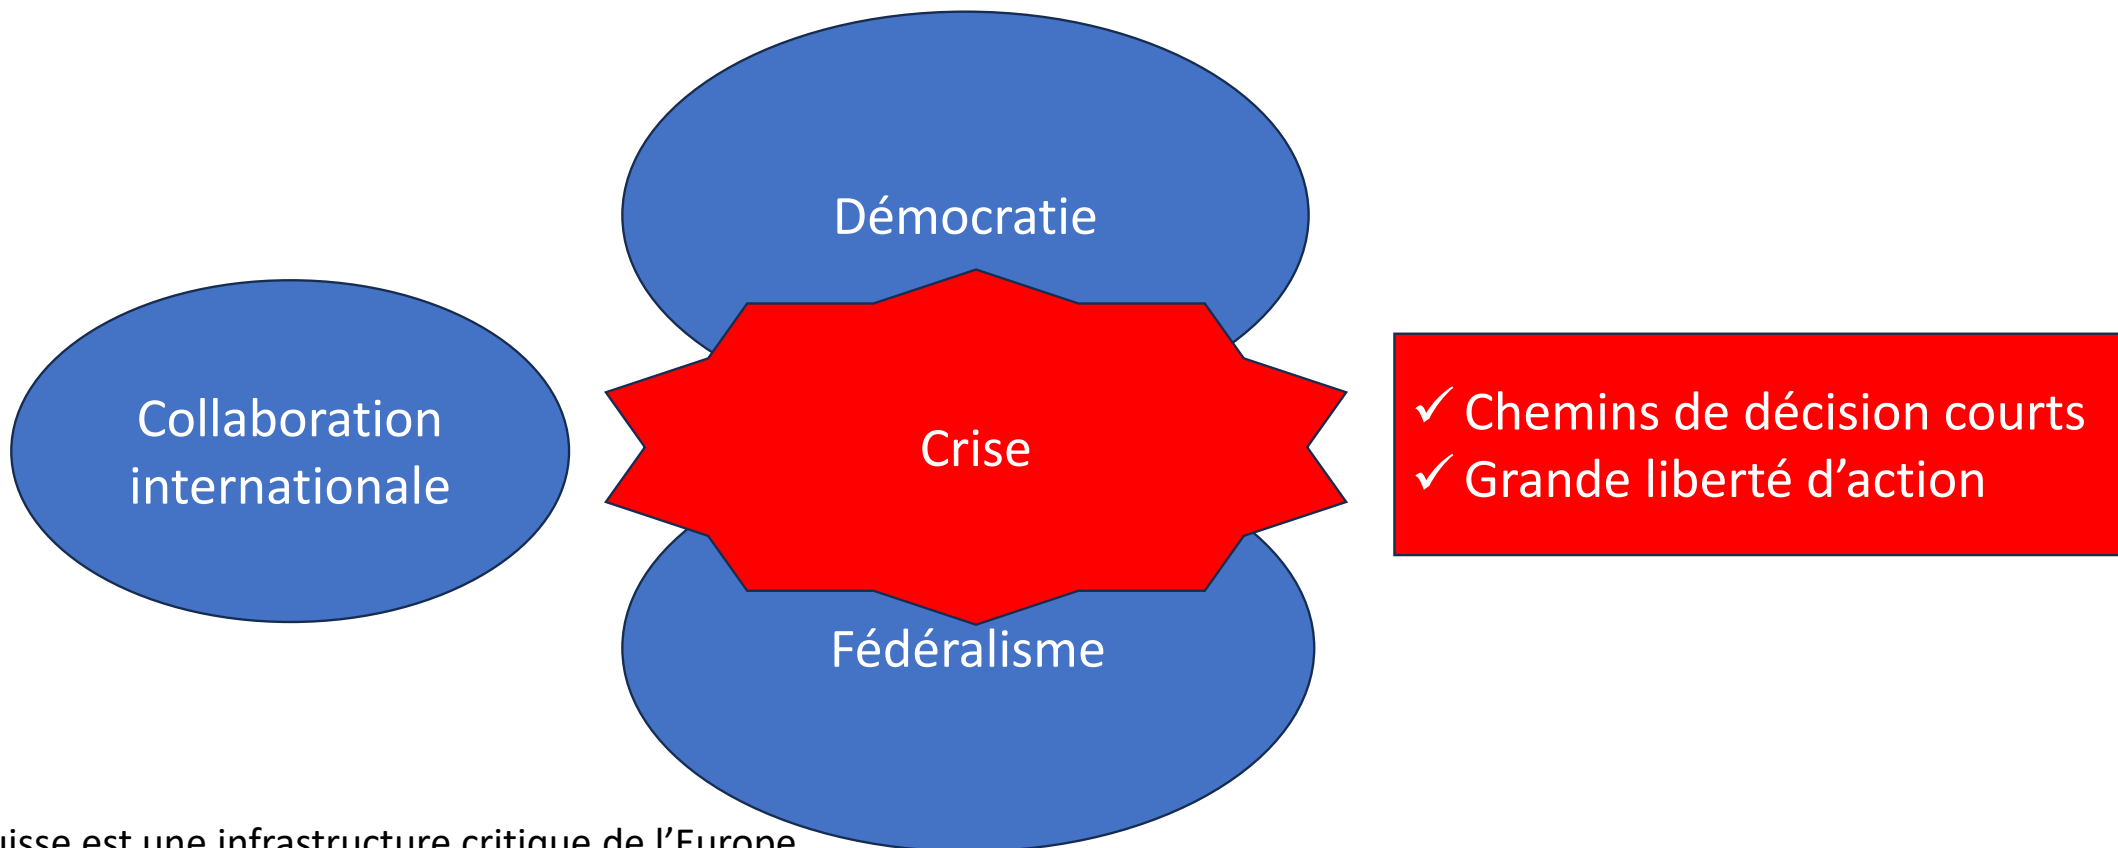 Démocratie
Collaboration
internationale
Crise
✓ Chemins de décision courts
✓ Grande liberté d’action
Fédéralisme
uisse est une infrastructure critique de l’Europe